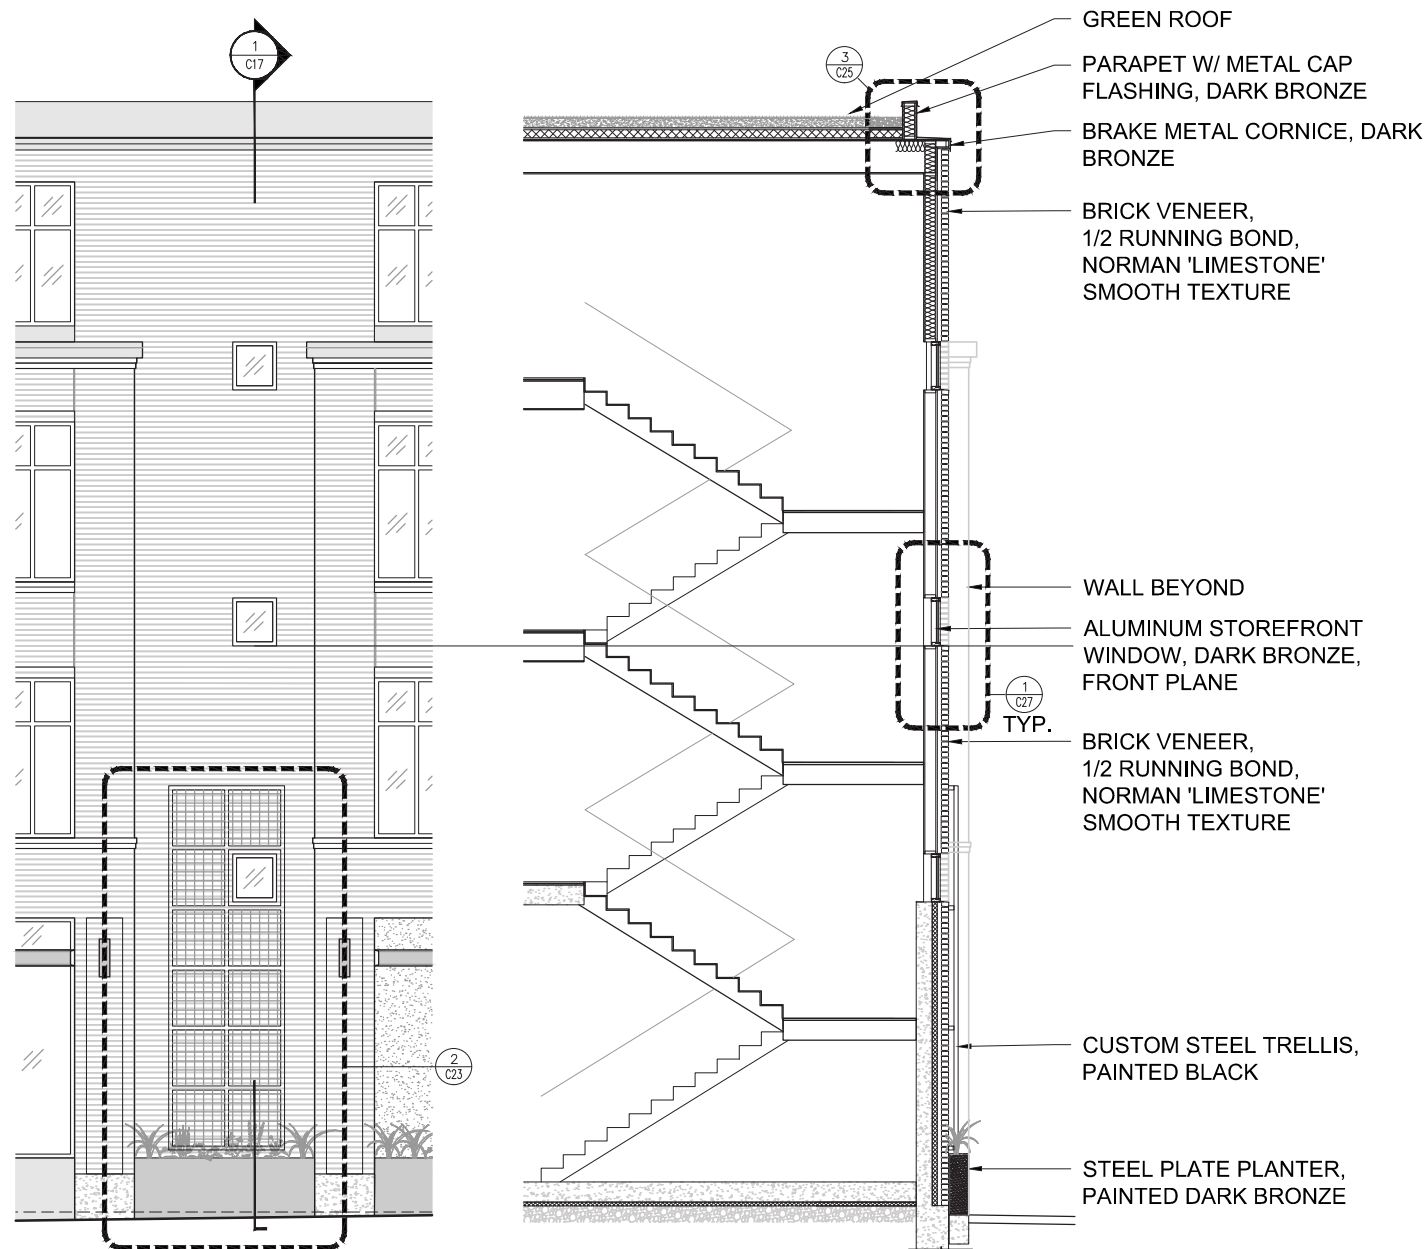 1
C17
3
C25
GREEN ROOF
PARAPET W/ METAL CAP
FLASHING, DARK BRONZE
BRAKE METAL CORNICE, DARK
BRONZE
BRICK VENEER,
1/2 RUNNING BOND,
NORMAN 'LIMESTONE'
SMOOTH TEXTURE
WALL BEYOND
ALUMINUM STOREFRONT
WINDOW, DARK BRONZE,
FRONT PLANE
1
C27
TYP.
BRICK VENEER,
1/2 RUNNING BOND,
NORMAN 'LIMESTONE'
SMOOTH TEXTURE
2
C23
CUSTOM STEEL TRELLIS,
PAINTED BLACK
STEEL PLATE PLANTER,
PAINTED DARK BRONZE